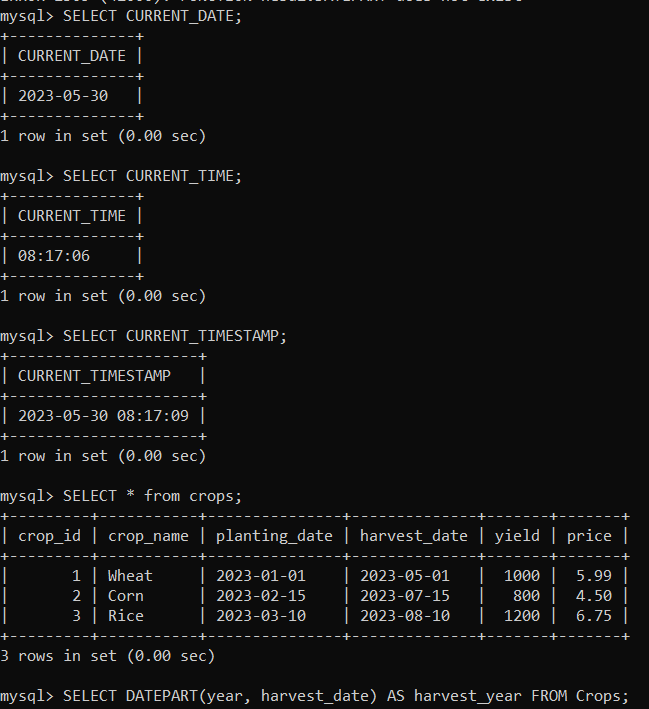 mysql> SELECT CURRENT_DATE;
+--------------+
| CURRENT_DATE |
+--------------+
| 2023-05-30   |
+--------------+
1 row in set (0.00 sec)
mysql> SELECT CURRENT_TIME;
+--------------+
| CURRENT_TIME |
+--------------+
| 08:17:06     |
+--------------+
1 row in set (0.00 sec)
mysql> SELECT CURRENT_TIMESTAMP;
+---------------------+
| CURRENT_TIMESTAMP   |
+---------------------+
| 2023-05-30 08:17:09 |
+---------------------+
1 row in set (0.00 sec)
mysql> SELECT * from crops;
+---------+-----------+---------------+--------------+-------+-------+
| crop_id | crop_name | planting_date | harvest_date | yield | price |
+---------+-----------+---------------+--------------+-------+-------+
|       1 | Wheat     | 2023-01-01    | 2023-05-01   |  1000 |  5.99 |
|       2 | Corn      | 2023-02-15    | 2023-07-15   |   800 |  4.50 |
|       3 | Rice      | 2023-03-10    | 2023-08-10   |  1200 |  6.75 |
+---------+-----------+---------------+--------------+-------+-------+
3 rows in set (0.00 sec)
mysql> SELECT DATEPART(year, harvest_date) AS harvest_year FROM Crops;